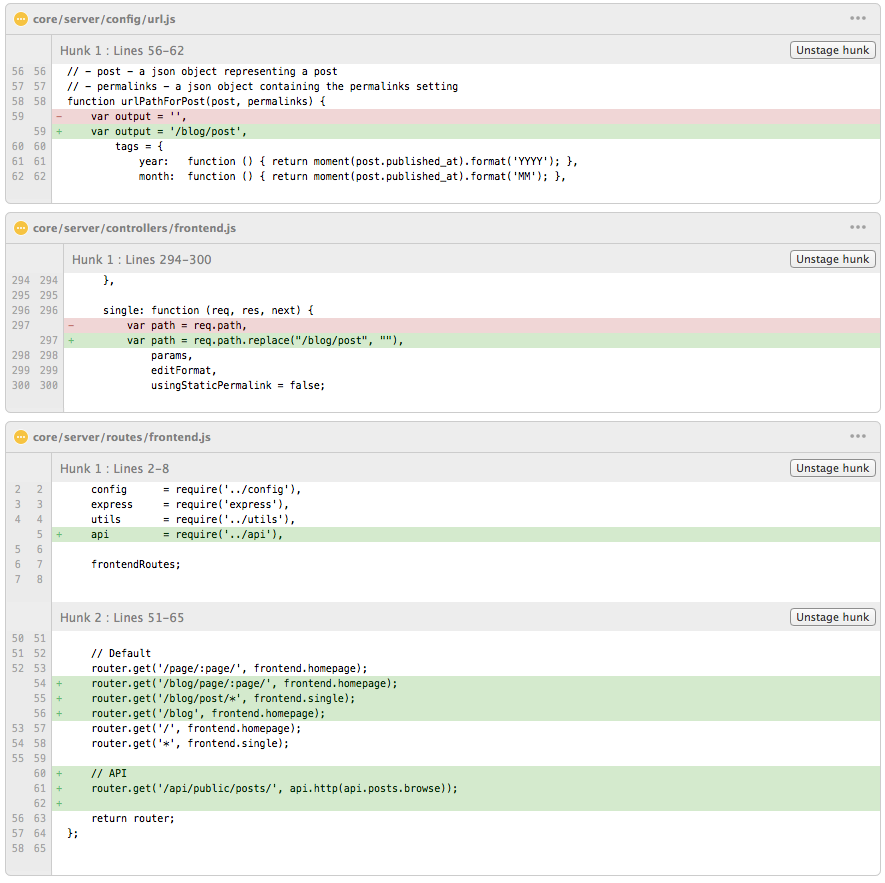 core/server/config/url.js
Hunk 1 : Lines 56-62 Unstage hunk
56 56 // - post - a json object representing a post
57 57 // - permalinks - a json object containing the permalinks setting
58 58 function urlPathForPost(post, permalinks) {
59 - var output = '',
59 + var output = '/blog/post',
60 60 tags = {
61 61 year: function () { return moment(post.published_at).format('YYYY'); },
62 62 month: function () { return moment(post.published_at).format('MM'); },
core/server/controllers/frontend.js
Hunk 1 : Lines 294-300 Unstage hunk
294 294 },
295 295
296 296 single: function (req, res, next) {
297 - var path = req.path,
297 + var path = req.path.replace("/blog/post", ""),
298 298 params,
299 299 editFormat,
300 300 usingStaticPermalink = false;
core/server/routes/frontend.js
Hunk 1 : Lines 2-8 Unstage hunk
2 2 config = require('../config'),
3 3 express = require('express'),
4 4 utils = require('../utils'),
5 + api = require('../api'),
5 6
6 7 frontendRoutes;
7 8
Hunk 2 : Lines 51-65 Unstage hunk
50 51
51 52 // Default
52 53 router.get('/page/:page/', frontend.homepage);
54 + router.get('/blog/page/:page/', frontend.homepage);
55 + router.get('/blog/post/*', frontend.single);
56 + router.get('/blog', frontend.homepage);
53 57 router.get('/', frontend.homepage);
54 58 router.get('*', frontend.single);
55 59
60 + // API
61 + router.get('/api/public/posts/', api.http(api.posts.browse));
62 +
56 63 return router;
57 64 };
58 65